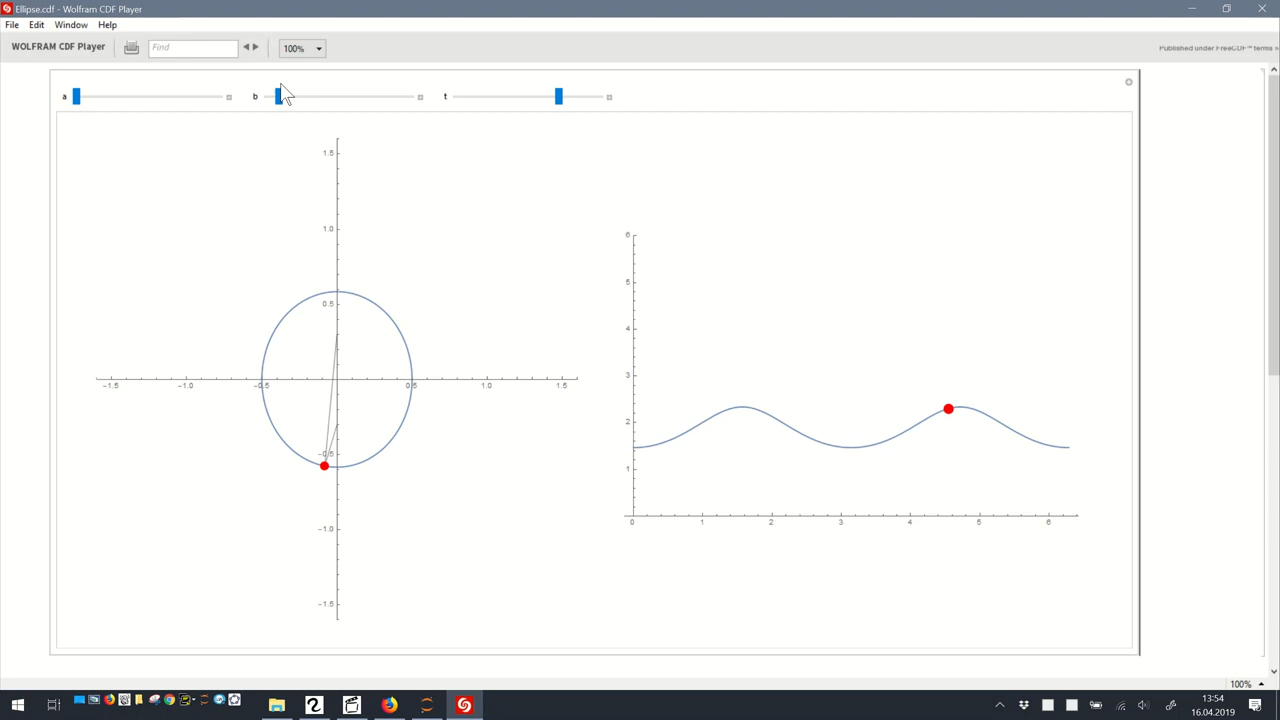 Ellipse.cdf - Wolfram CDF Player
File Edit Window Help
WOLFRAM CDF Player Find 100% Published under FreeCDF™ terms »
a b t
1.5
1.0
0.5
-1.5 -1.0 -0.5 0.5 1.0 1.5
-0.5
-1.0
-1.5
6
5
4
3
2
1
0 1 2 3 4 5 6
100%
13:54
16.04.2019